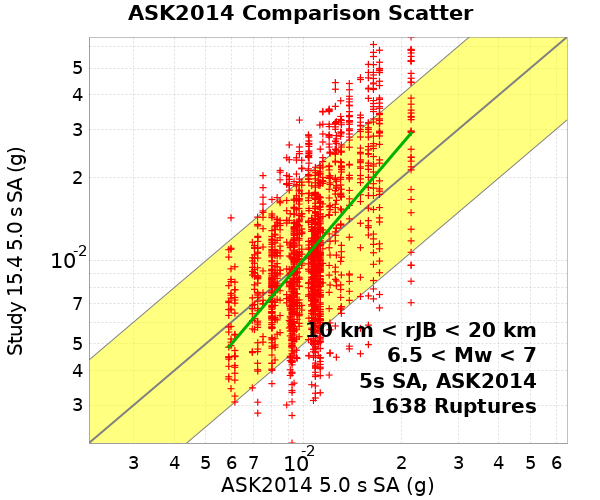 ASK2014 Comparison Scatter
Study 15.4 5.0 s SA (g)
5
4
3
2
10-2
7
5
4
3
10 km < rJB < 20 km
6.5 < Mw < 7
5s SA, ASK2014
1638 Ruptures
3 4 5 6 7 10-2 2 3 4 5 6
ASK2014 5.0 s SA (g)